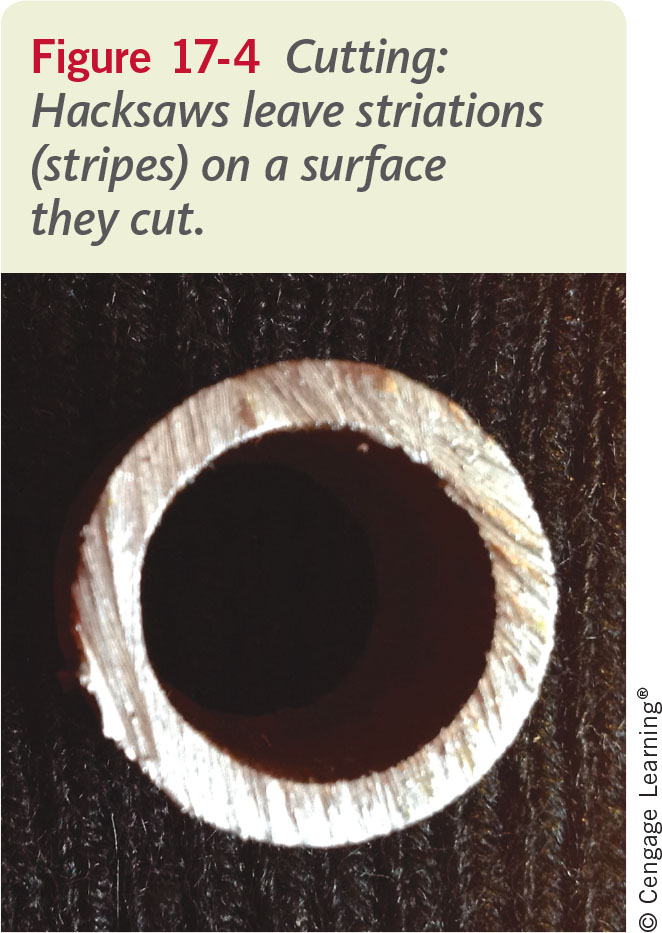 Figure 17-4 Cutting:
Hacksaws leave striations
(stripes) on a surface
they cut.
© Cengage Learning®